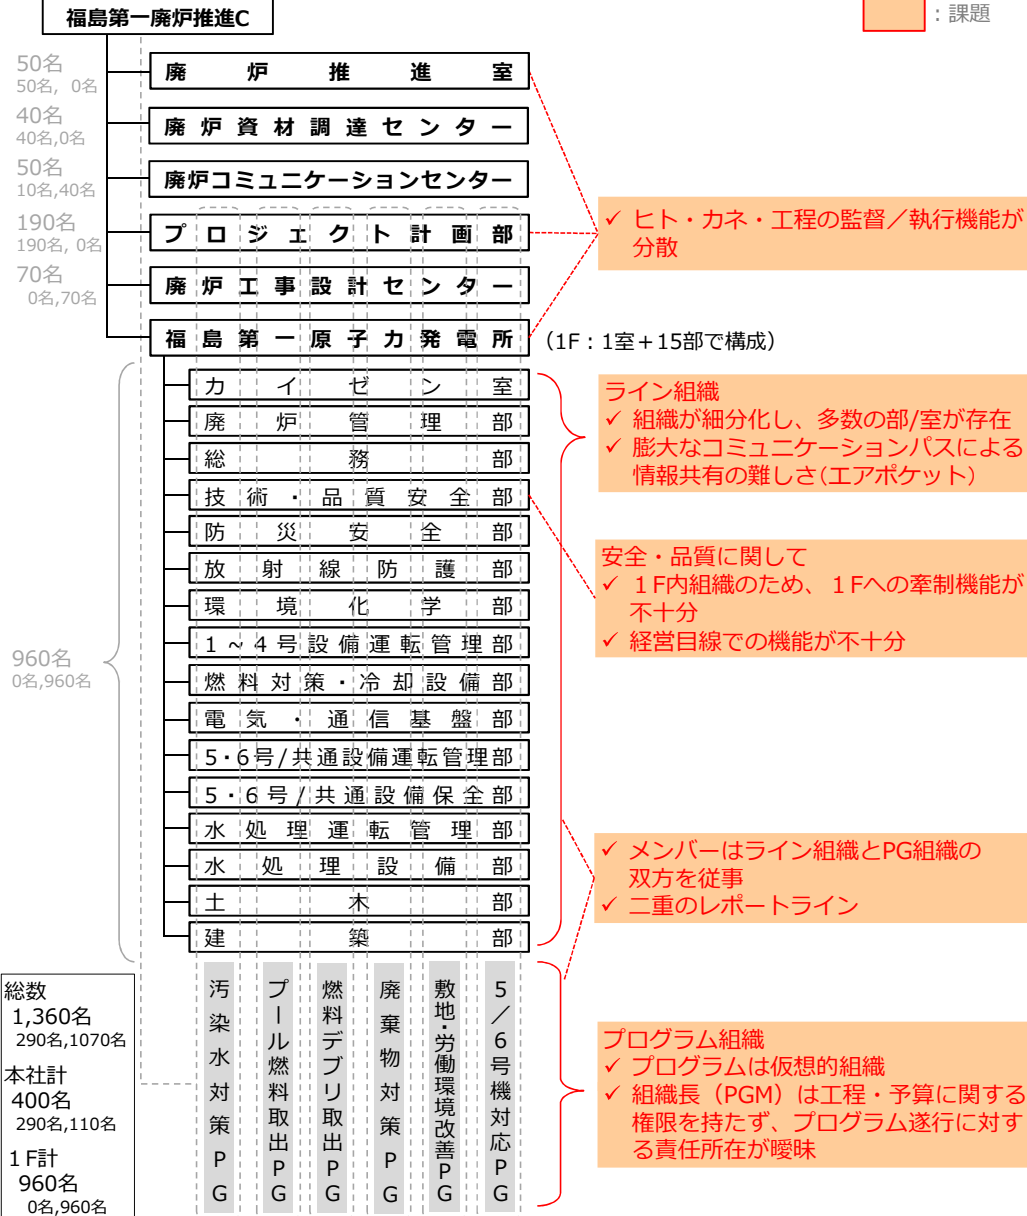 福島第一廃炉推進C
：課題
50名
50名, 0名
廃炉推進室
40名
40名,0名
廃炉資材調達センター
50名
10名,40名
廃炉コミュニケーションセンター
190名
190名, 0名
プロジェクト計画部
70名
0名,70名
廃炉工事設計センター
福島第一原子力発電所
(1F：1室＋15部で構成)
✓ ヒト・カネ・工程の監督／執行機能が
分散
960名
0名,960名
カイゼン室
廃炉管理部
総務部
技術・品質安全部
防災安全部
放射線防護部
環境化学部
1～4号設備運転管理部
燃料対策・冷却設備部
電気・通信基盤部
5・6号/共通設備運転管理部
5・6号/共通設備保全部
水処理運転管理部
水処理設備部
土木部
建築部
ライン組織
✓ 組織が細分化し、多数の部/室が存在
✓ 膨大なコミュニケーションパスによる
情報共有の難しさ(エアポケット)
安全・品質に関して
✓ １F内組織のため、１Fへの牽制機能が
不十分
✓ 経営目線での機能が不十分
✓ メンバーはライン組織とPG組織の
双方を従事
✓ 二重のレポートライン
総数
1,360名
290名,1070名
本社計
400名
290名,110名
１F計
960名
0名,960名
汚染水対策PG
プール燃料取出PG
燃料デブリ取出PG
廃棄物対策PG
敷地・労働環境改善PG
5／6号機対応PG
プログラム組織
✓ プログラムは仮想的組織
✓ 組織長（PGM）は工程・予算に関する
権限を持たず、プログラム遂行に対す
る責任所在が曖昧